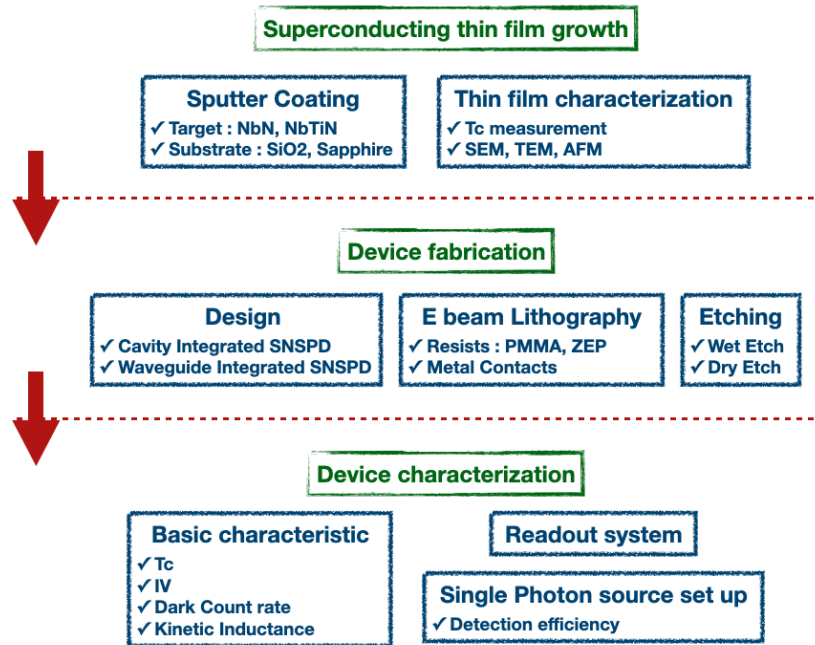 Superconducting thin film growth
Sputter Coating
✓ Target : NbN, NbTiN
✓ Substrate : SiO2, Sapphire
Thin film characterization
✓ Tc measurement
✓ SEM, TEM, AFM
Device fabrication
Design
✓ Cavity Integrated SNSPD
✓ Waveguide Integrated SNSPD
E beam Lithography
✓ Resists : PMMA, ZEP
✓ Metal Contacts
Etching
✓ Wet Etch
✓ Dry Etch
Device characterization
Basic characteristic
✓ Tc
✓ IV
✓ Dark Count rate
✓ Kinetic Inductance
Readout system
Single Photon source set up
✓ Detection efficiency